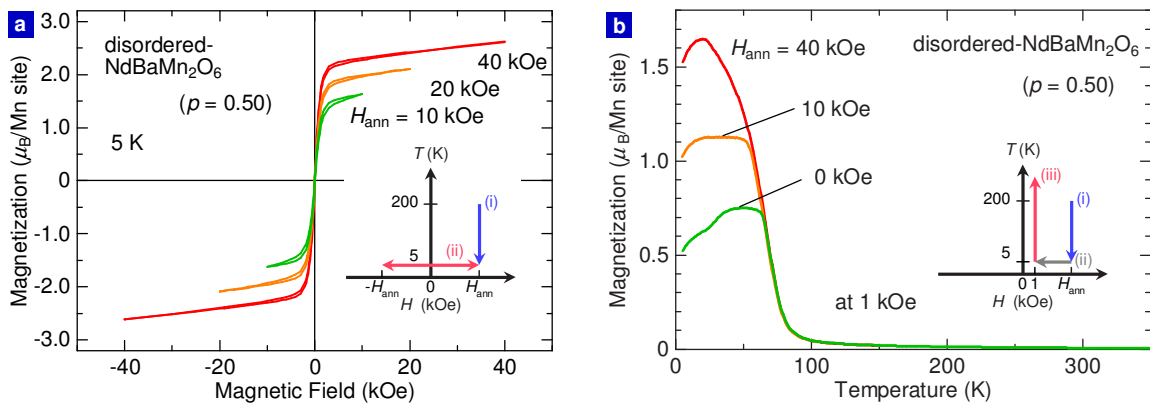 a
disordered-
NdBaMn2O6
(p = 0.50)
5 K
40 kOe
20 kOe
Hann = 10 kOe
3.0
2.0
1.0
0
-1.0
-2.0
-3.0
Magnetization (μB/Mn site)
-40
-20
0
20
40
Magnetic Field (kOe)
T (K)
200
5
(i)
(ii)
-Hann
0
Hann
H (kOe)
b
Hann = 40 kOe
disordered-NdBaMn2O6
(p = 0.50)
10 kOe
0 kOe
at 1 kOe
1.5
1.0
0.5
0
Magnetization (μB/Mn site)
0
100
200
300
Temperature (K)
T (K)
(iii)
200
(i)
5
(ii)
0
1
Hann
H (kOe)